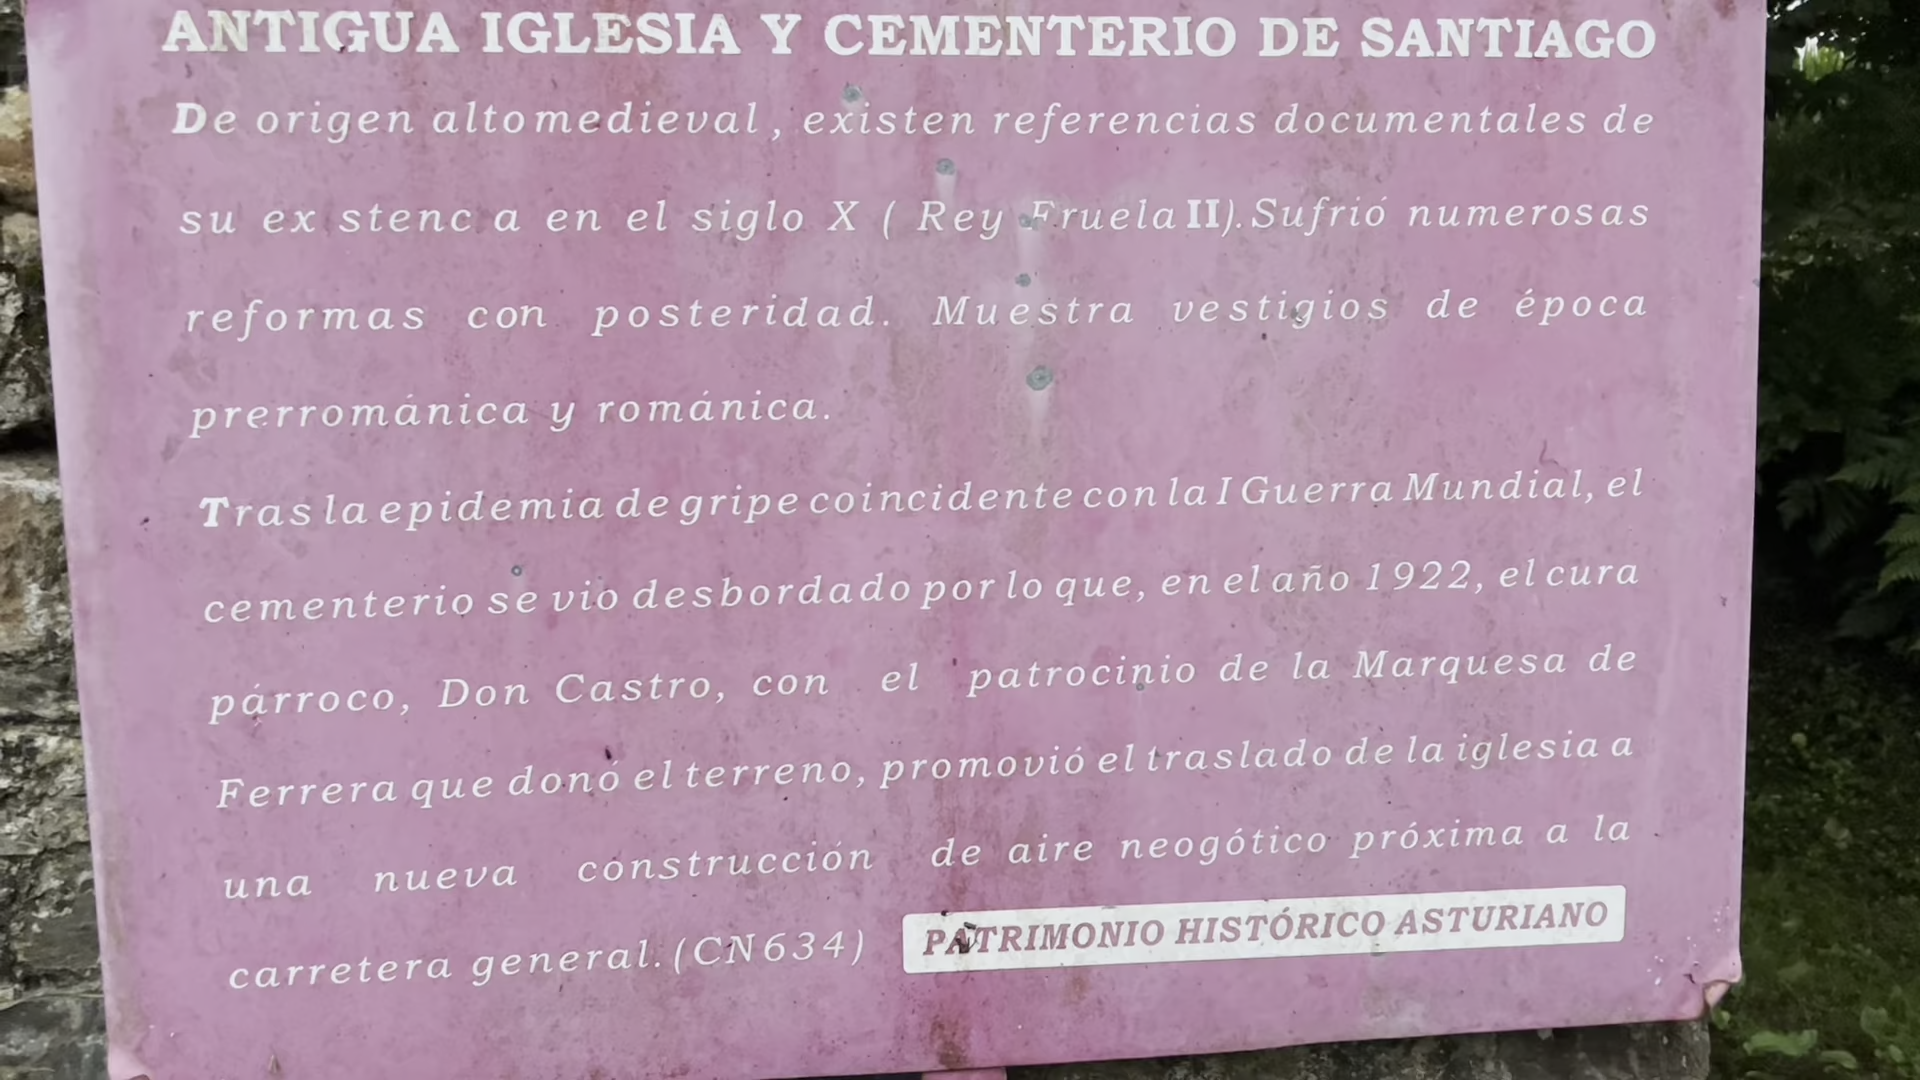 ANTIGUA IGLESIA Y CEMENTERIO DE SANTIAGO
De origen altomedieval, existen referencias documentales de
su ex stenc a en el siglo X ( Rey Fruela II). Sufrió numerosas
reformas con posteridad. Muestra vestigios de época
prerrománica y románica.
Tras la epidemia de gripe coincidente con la I Guerra Mundial, el
cementerio se vio desbordado por lo que, en el año 1922, el cura
párroco, Don Castro, con el patrocinio de la Marquesa de
Ferrera que donó el terreno, promovió el traslado de la iglesia a
una nueva construcción de aire neogótico próxima a la
carretera general. (CN634) PATRIMONIO HISTÓRICO ASTURIANO